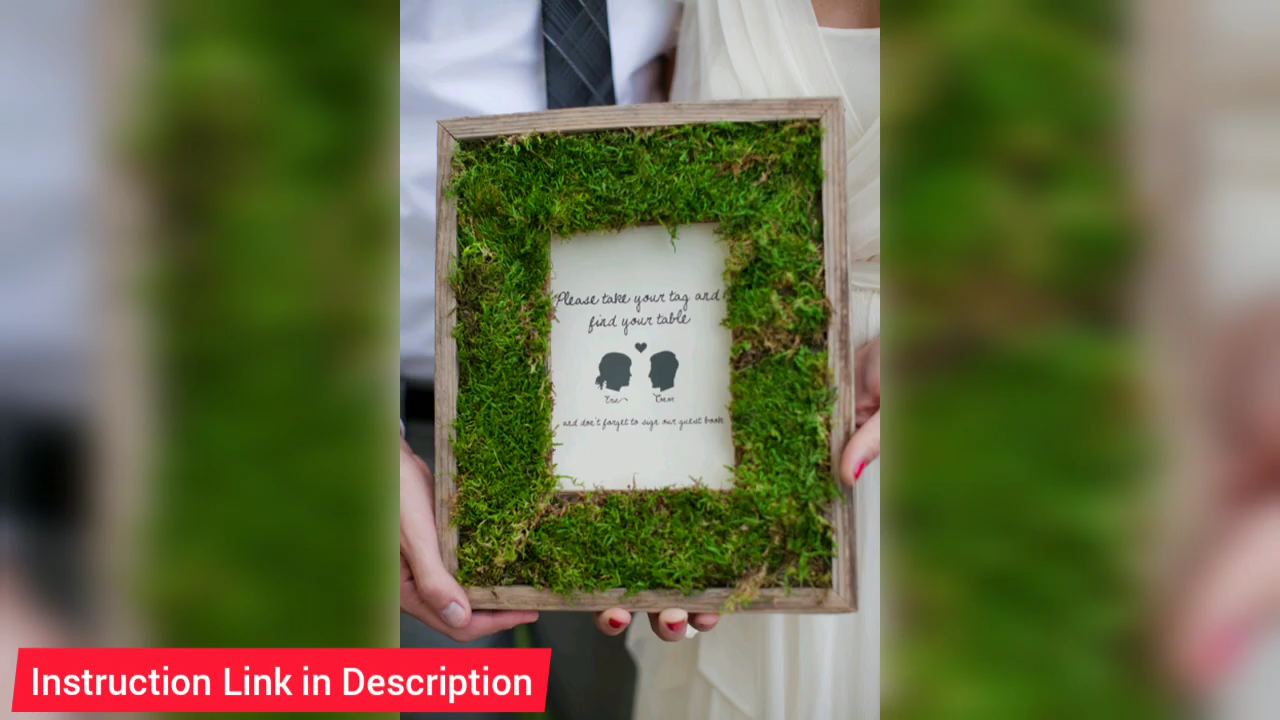 Please take your tag and
find your table
and don't forget to sign our guest book
Instruction Link in Description